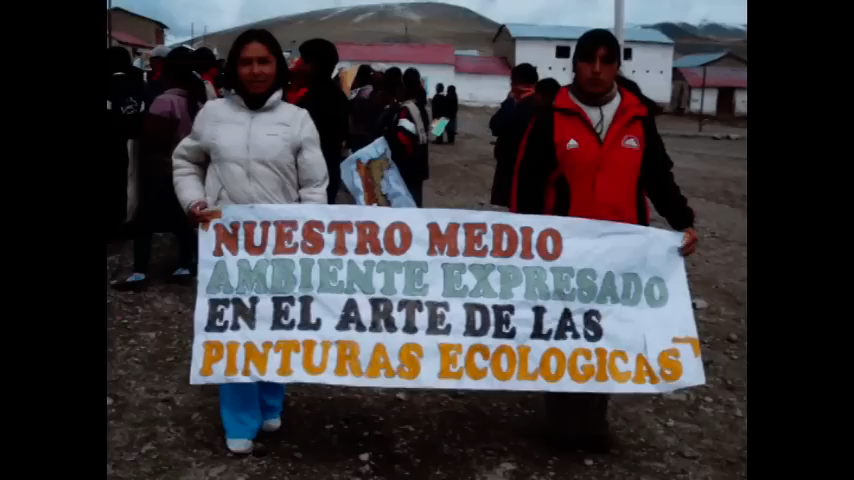 NUESTRO MEDIO
AMBIENTE EXPRESADO
EN EL ARTE DE LAS
PINTURAS ECOLOGICAS